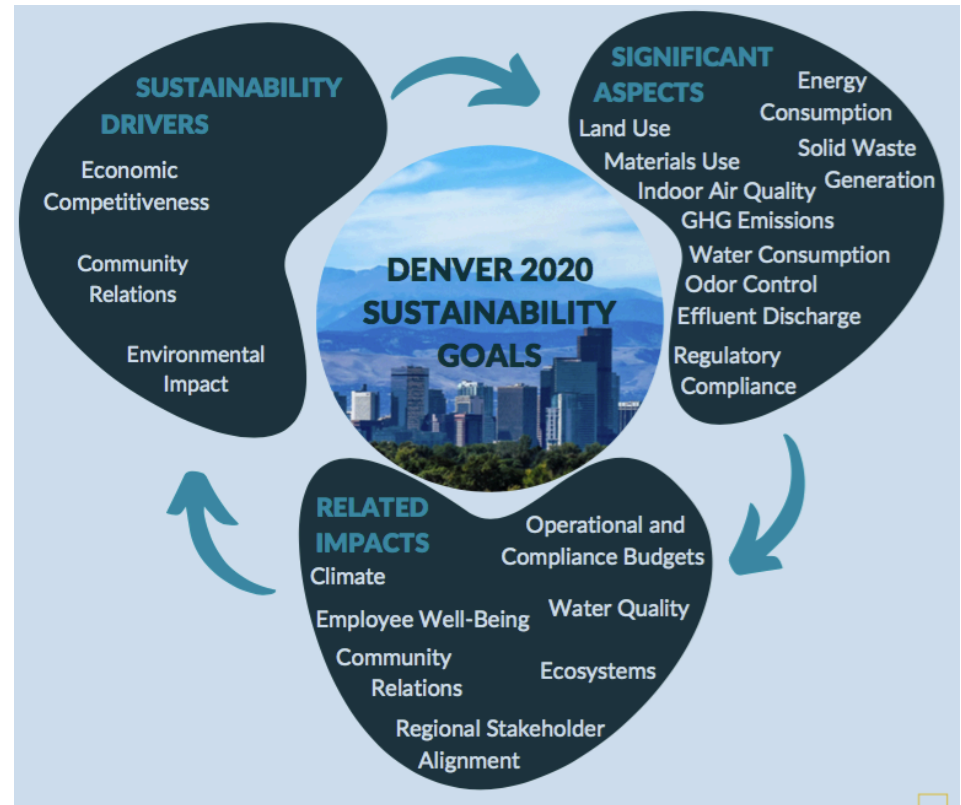 SUSTAINABILITY
DRIVERS
Economic
Competitiveness
Community
Relations
Environmental
Impact
SIGNIFICANT
ASPECTS
Energy
Consumption
Land Use
Solid Waste
Generation
Materials Use
Indoor Air Quality
GHG Emissions
Water Consumption
Odor Control
Effluent Discharge
Regulatory
Compliance
DENVER 2020
SUSTAINABILITY
GOALS
RELATED
IMPACTS
Climate
Operational and
Compliance Budgets
Employee Well-Being
Water Quality
Community
Relations
Ecosystems
Regional Stakeholder
Alignment